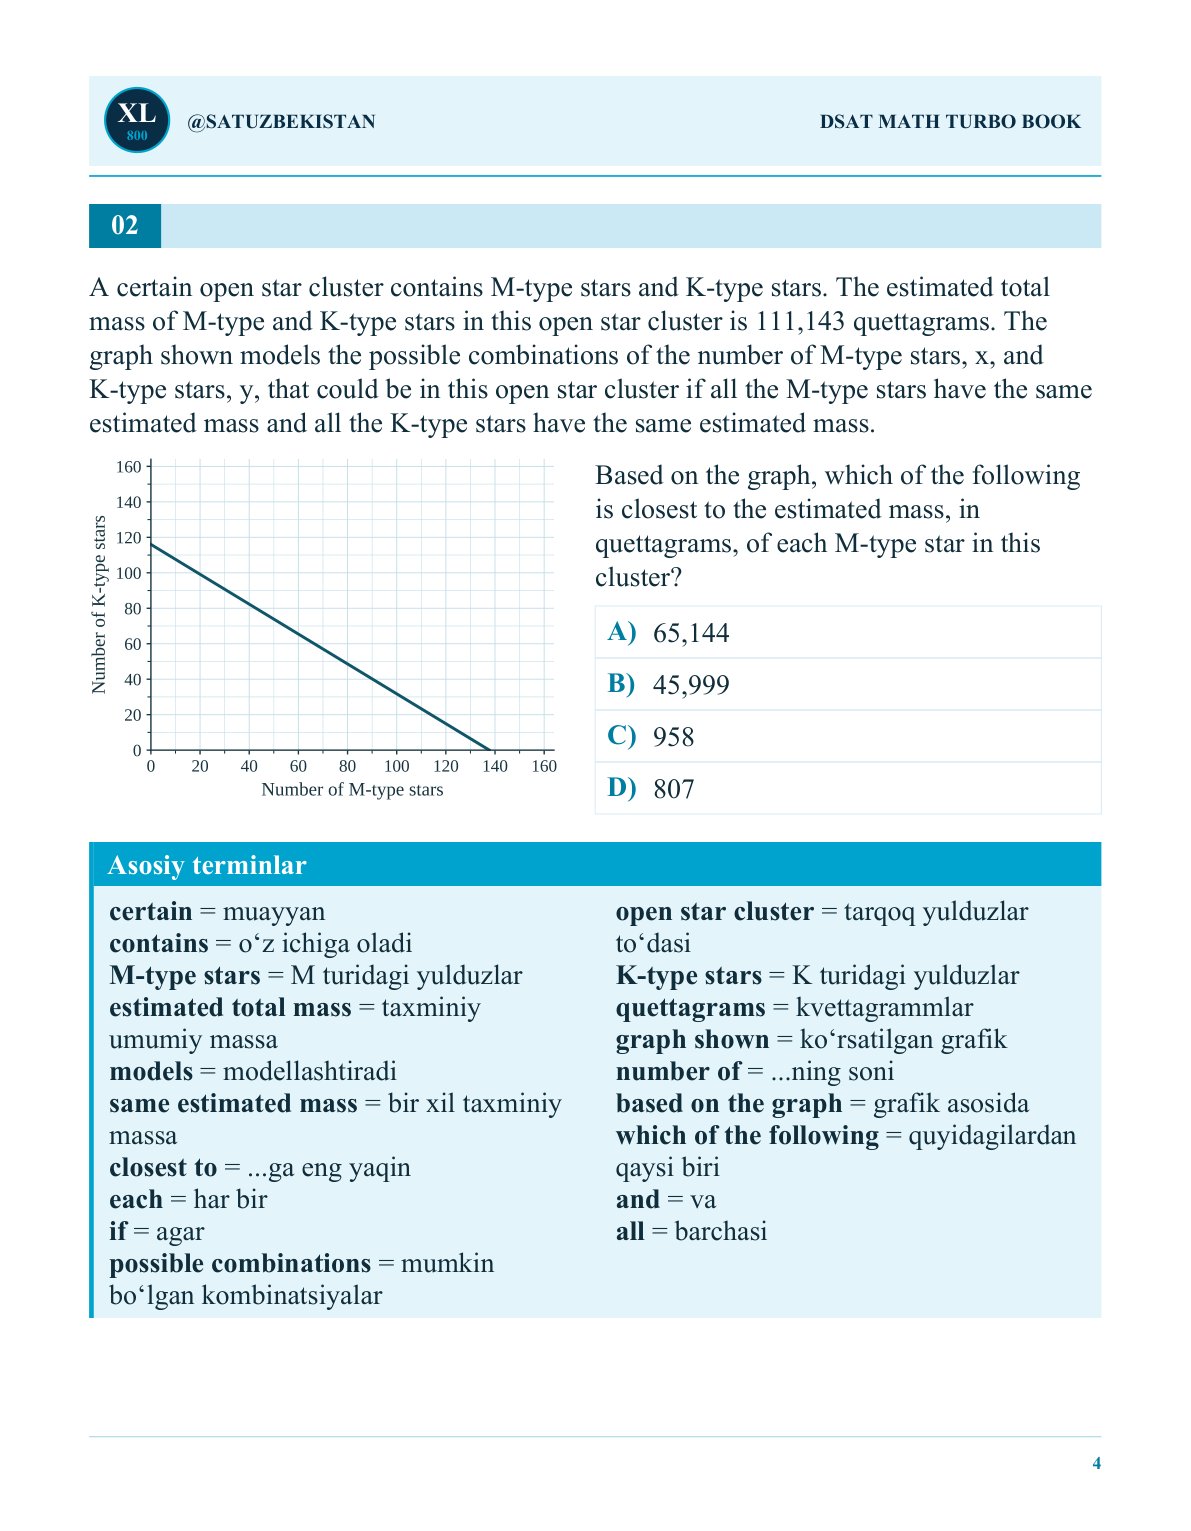 XL
800
@SATUZBEKISTAN
DSAT MATH TURBO BOOK
02
A certain open star cluster contains M-type stars and K-type stars. The estimated total
mass of M-type and K-type stars in this open star cluster is 111,143 quettagrams. The
graph shown models the possible combinations of the number of M-type stars, x, and
K-type stars, y, that could be in this open star cluster if all the M-type stars have the same
estimated mass and all the K-type stars have the same estimated mass.
160
140
120
100
80
60
40
20
0
Number of K-type stars
0 20 40 60 80 100 120 140 160
Number of M-type stars
Based on the graph, which of the following
is closest to the estimated mass, in
quettagrams, of each M-type star in this
cluster?
A) 65,144
B) 45,999
C) 958
D) 807
Asosiy terminlar
certain = muayyan
contains = o‘z ichiga oladi
M-type stars = M turidagi yulduzlar
estimated total mass = taxminiy
umumiy massa
models = modellashtiradi
same estimated mass = bir xil taxminiy
massa
closest to = ...ga eng yaqin
each = har bir
if = agar
possible combinations = mumkin
bo‘lgan kombinatsiyalar
open star cluster = tarqoq yulduzlar
to‘dasi
K-type stars = K turidagi yulduzlar
quettagrams = kvettagrammlar
graph shown = ko‘rsatilgan grafik
number of = ...ning soni
based on the graph = grafik asosida
which of the following = quyidagilardan
qaysi biri
and = va
all = barchasi
4